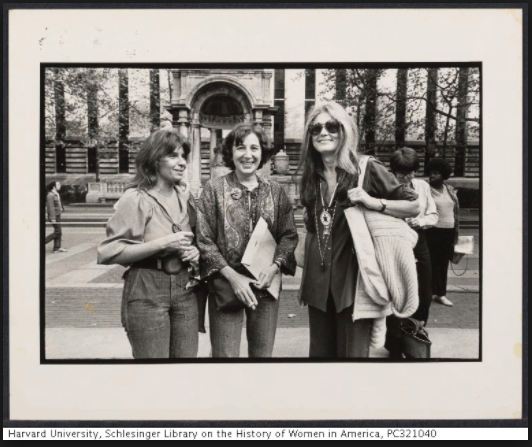 Harvard University, Schlesinger Library on the History of Women in America, PC321040